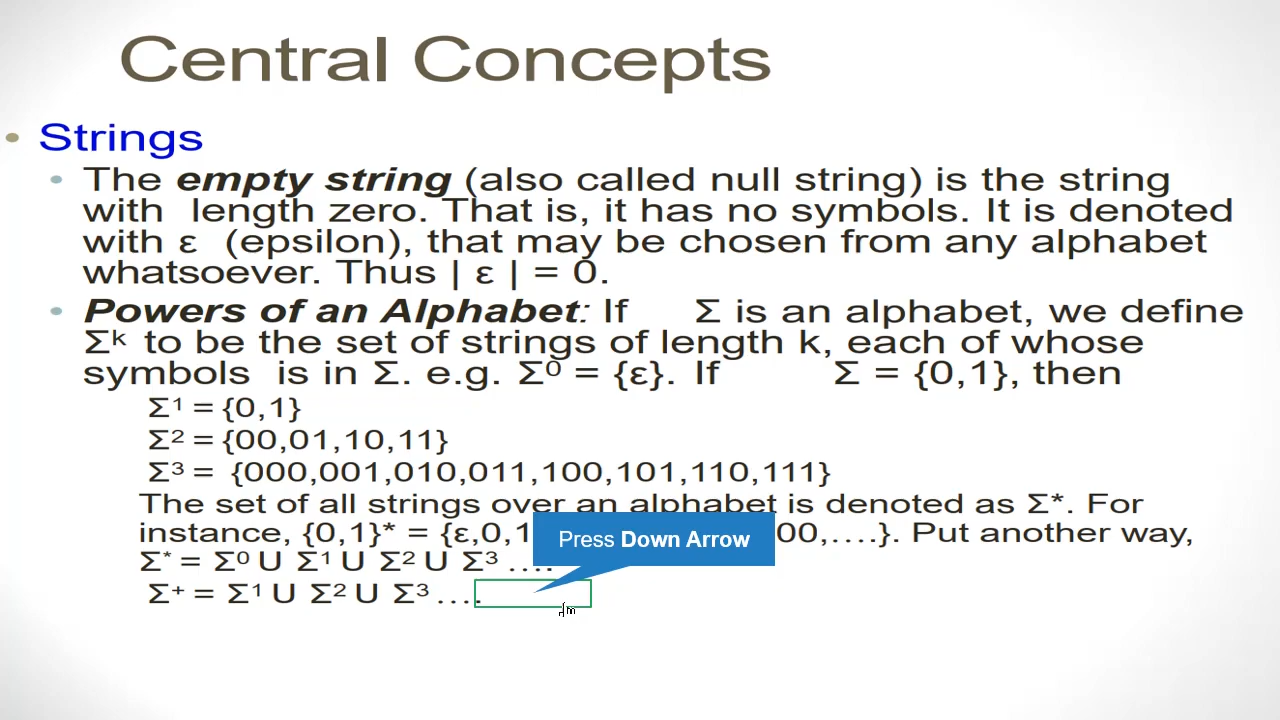 Central Concepts
• Strings
• The empty string (also called null string) is the string
with length zero. That is, it has no symbols. It is denoted
with ε (epsilon), that may be chosen from any alphabet
whatsoever. Thus | ε | = 0.
• Powers of an Alphabet: If Σ is an alphabet, we define
Σᵏ to be the set of strings of length k, each of whose
symbols is in Σ. e.g. Σ⁰ = {ε}. If Σ = {0,1}, then
Σ¹ = {0,1}
Σ² = {00,01,10,11}
Σ³ = {000,001,010,011,100,101,110,111}
The set of all strings over an alphabet is denoted as Σ*. For
instance, {0,1}* = {ε,0,1 00,….}. Put another way,
Σ* = Σ⁰ U Σ¹ U Σ² U Σ³ ….
Σ⁺ = Σ¹ U Σ² U Σ³ ….
Press Down Arrow